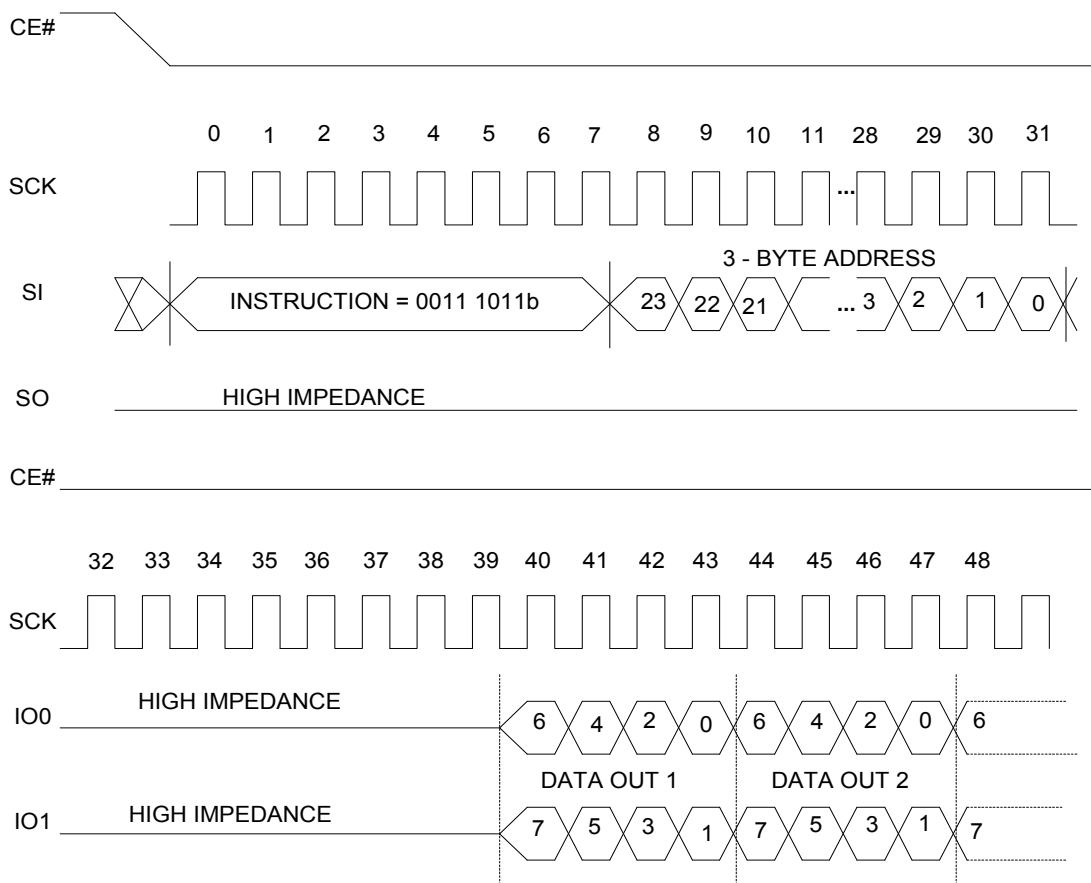 CE#
0 1 2 3 4 5 6 7 8 9 10 11 28 29 30 31
SCK ...
3 - BYTE ADDRESS
SI INSTRUCTION = 0011 1011b 23 22 21 ... 3 2 1 0
SO HIGH IMPEDANCE
CE#
32 33 34 35 36 37 38 39 40 41 42 43 44 45 46 47 48
SCK
HIGH IMPEDANCE
IO0 6 4 2 0 6 4 2 0 6
DATA OUT 1 DATA OUT 2
HIGH IMPEDANCE
IO1 7 5 3 1 7 5 3 1 7